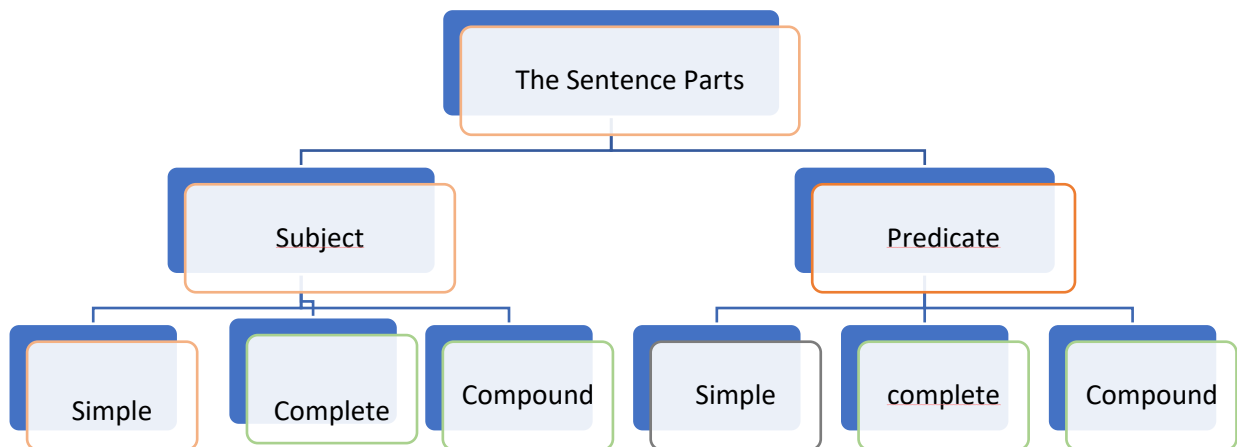 The Sentence Parts
Subject
Predicate
Simple
Complete
Compound
Simple
complete
Compound